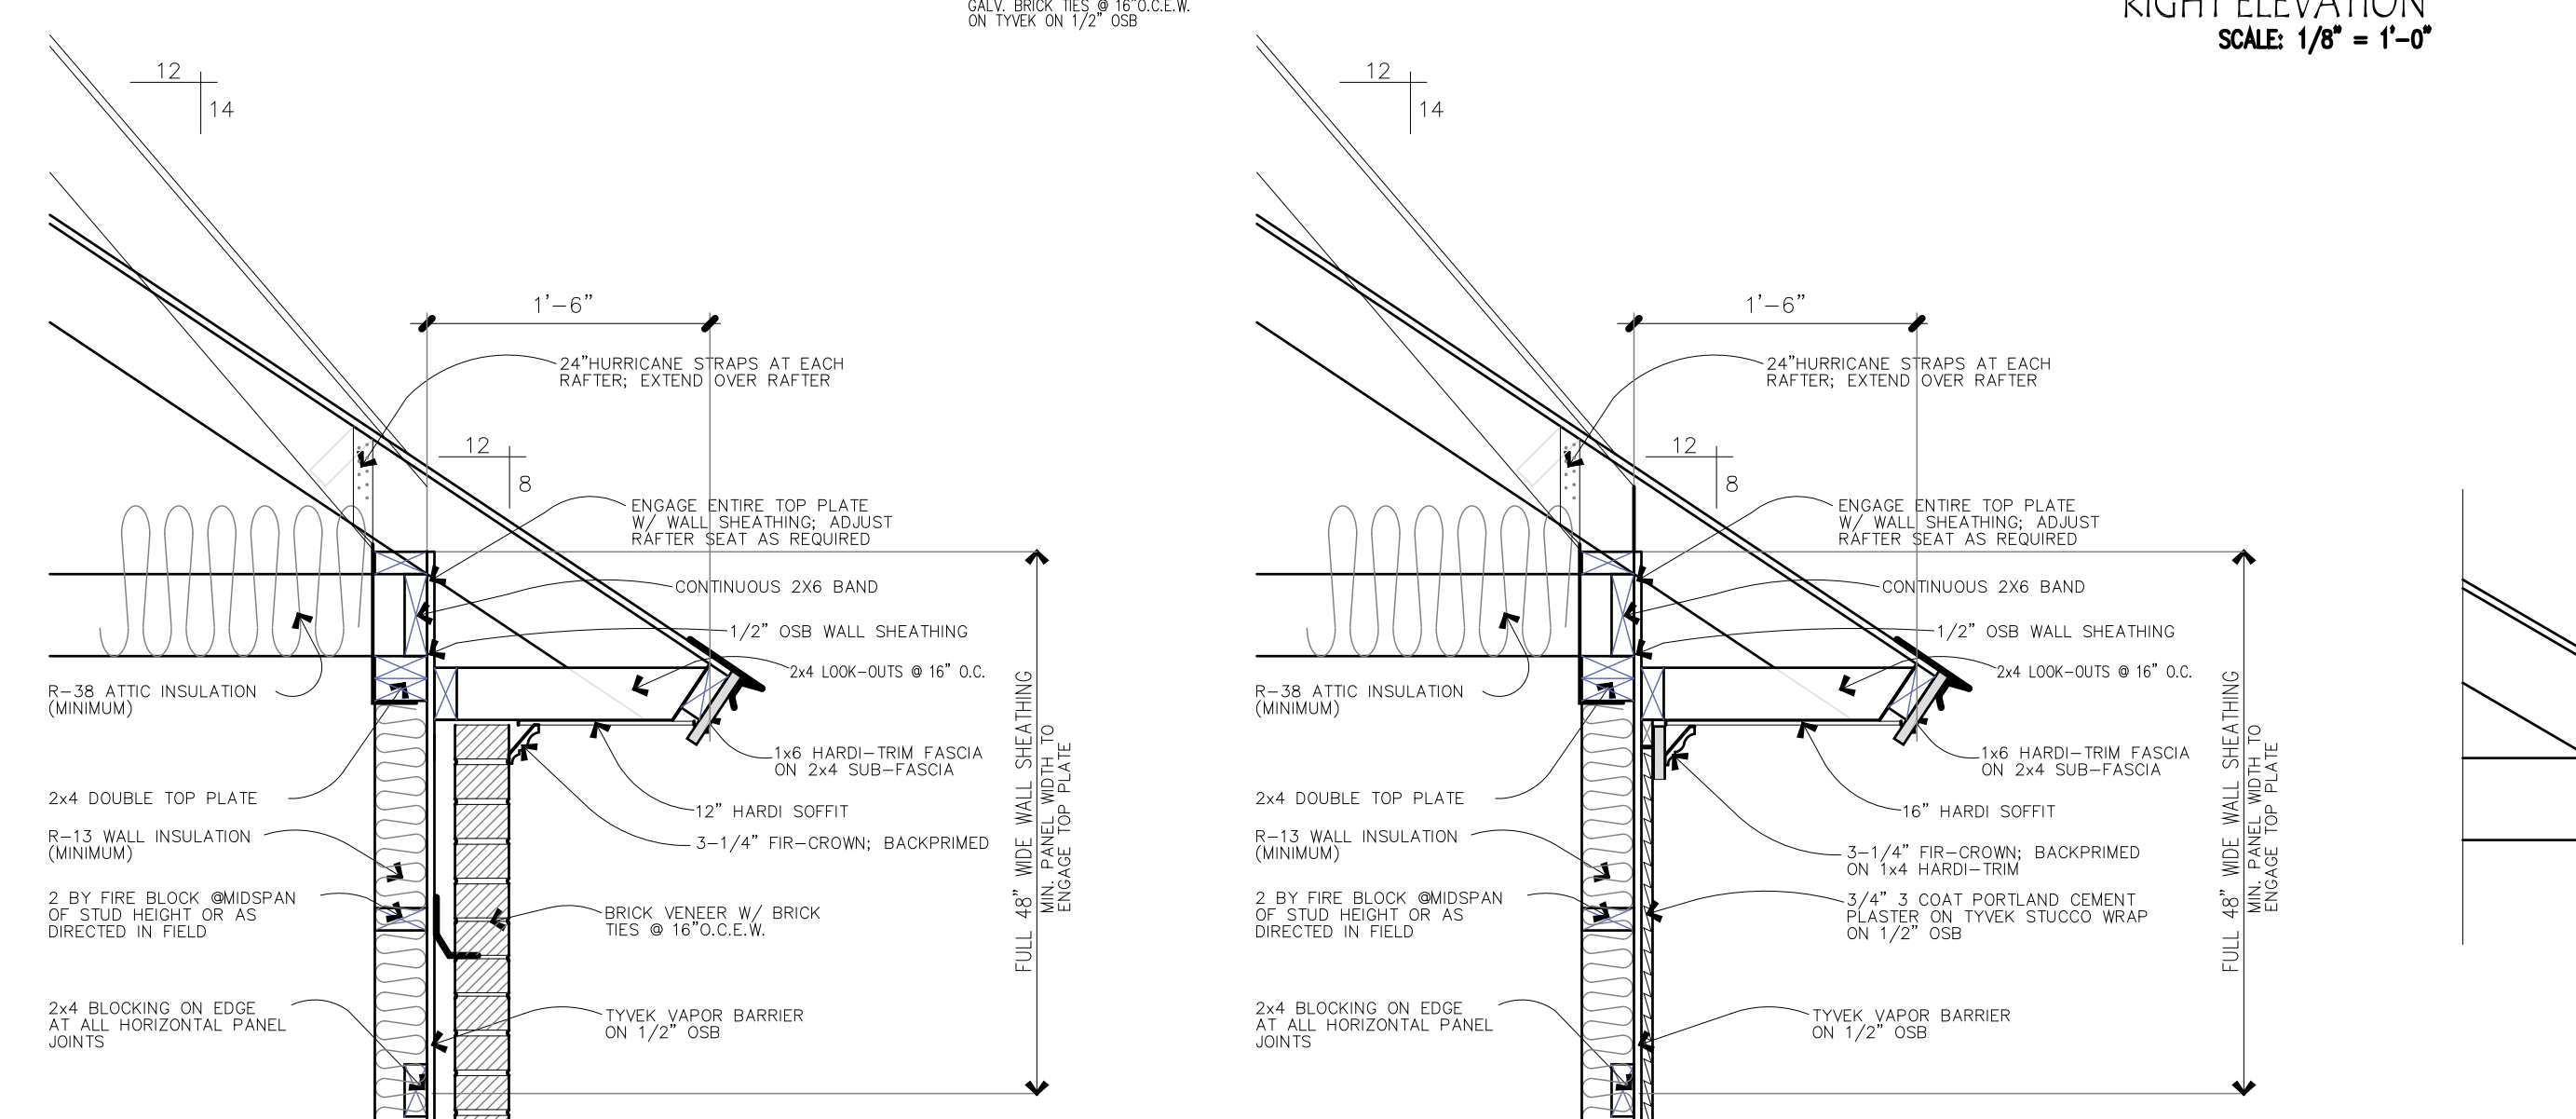 GALV. BRICK TIES @ 16"O.C.E.W.
ON TYVEK ON 1/2" OSB
RIGHT ELEVATION
SCALE: 1/8" = 1'-0"
12
14
1'-6"
24"HURRICANE STRAPS AT EACH
RAFTER; EXTEND OVER RAFTER
12
8
ENGAGE ENTIRE TOP PLATE
W/ WALL SHEATHING; ADJUST
RAFTER SEAT AS REQUIRED
CONTINUOUS 2X6 BAND
1/2" OSB WALL SHEATHING
2x4 LOOK-OUTS @ 16" O.C.
R-38 ATTIC INSULATION
(MINIMUM)
1x6 HARDI-TRIM FASCIA
ON 2x4 SUB-FASCIA
2x4 DOUBLE TOP PLATE
12" HARDI SOFFIT
R-13 WALL INSULATION
(MINIMUM)
3-1/4" FIR-CROWN; BACKPRIMED
2 BY FIRE BLOCK @MIDSPAN
OF STUD HEIGHT OR AS
DIRECTED IN FIELD
BRICK VENEER W/ BRICK
TIES @ 16"O.C.E.W.
2x4 BLOCKING ON EDGE
AT ALL HORIZONTAL PANEL
JOINTS
TYVEK VAPOR BARRIER
ON 1/2" OSB
FULL 48" WIDE WALL SHEATHING
MIN. PANEL WIDTH TO
ENGAGE TOP PLATE
12
14
1'-6"
24"HURRICANE STRAPS AT EACH
RAFTER; EXTEND OVER RAFTER
12
8
ENGAGE ENTIRE TOP PLATE
W/ WALL SHEATHING; ADJUST
RAFTER SEAT AS REQUIRED
CONTINUOUS 2X6 BAND
1/2" OSB WALL SHEATHING
2x4 LOOK-OUTS @ 16" O.C.
R-38 ATTIC INSULATION
(MINIMUM)
1x6 HARDI-TRIM FASCIA
ON 2x4 SUB-FASCIA
2x4 DOUBLE TOP PLATE
16" HARDI SOFFIT
R-13 WALL INSULATION
(MINIMUM)
3-1/4" FIR-CROWN; BACKPRIMED
ON 1x4 HARDI-TRIM
2 BY FIRE BLOCK @MIDSPAN
OF STUD HEIGHT OR AS
DIRECTED IN FIELD
3/4" 3 COAT PORTLAND CEMENT
PLASTER ON TYVEK STUCCO WRAP
ON 1/2" OSB
2x4 BLOCKING ON EDGE
AT ALL HORIZONTAL PANEL
JOINTS
TYVEK VAPOR BARRIER
ON 1/2" OSB
FULL 48" WIDE WALL SHEATHING
MIN. PANEL WIDTH TO
ENGAGE TOP PLATE